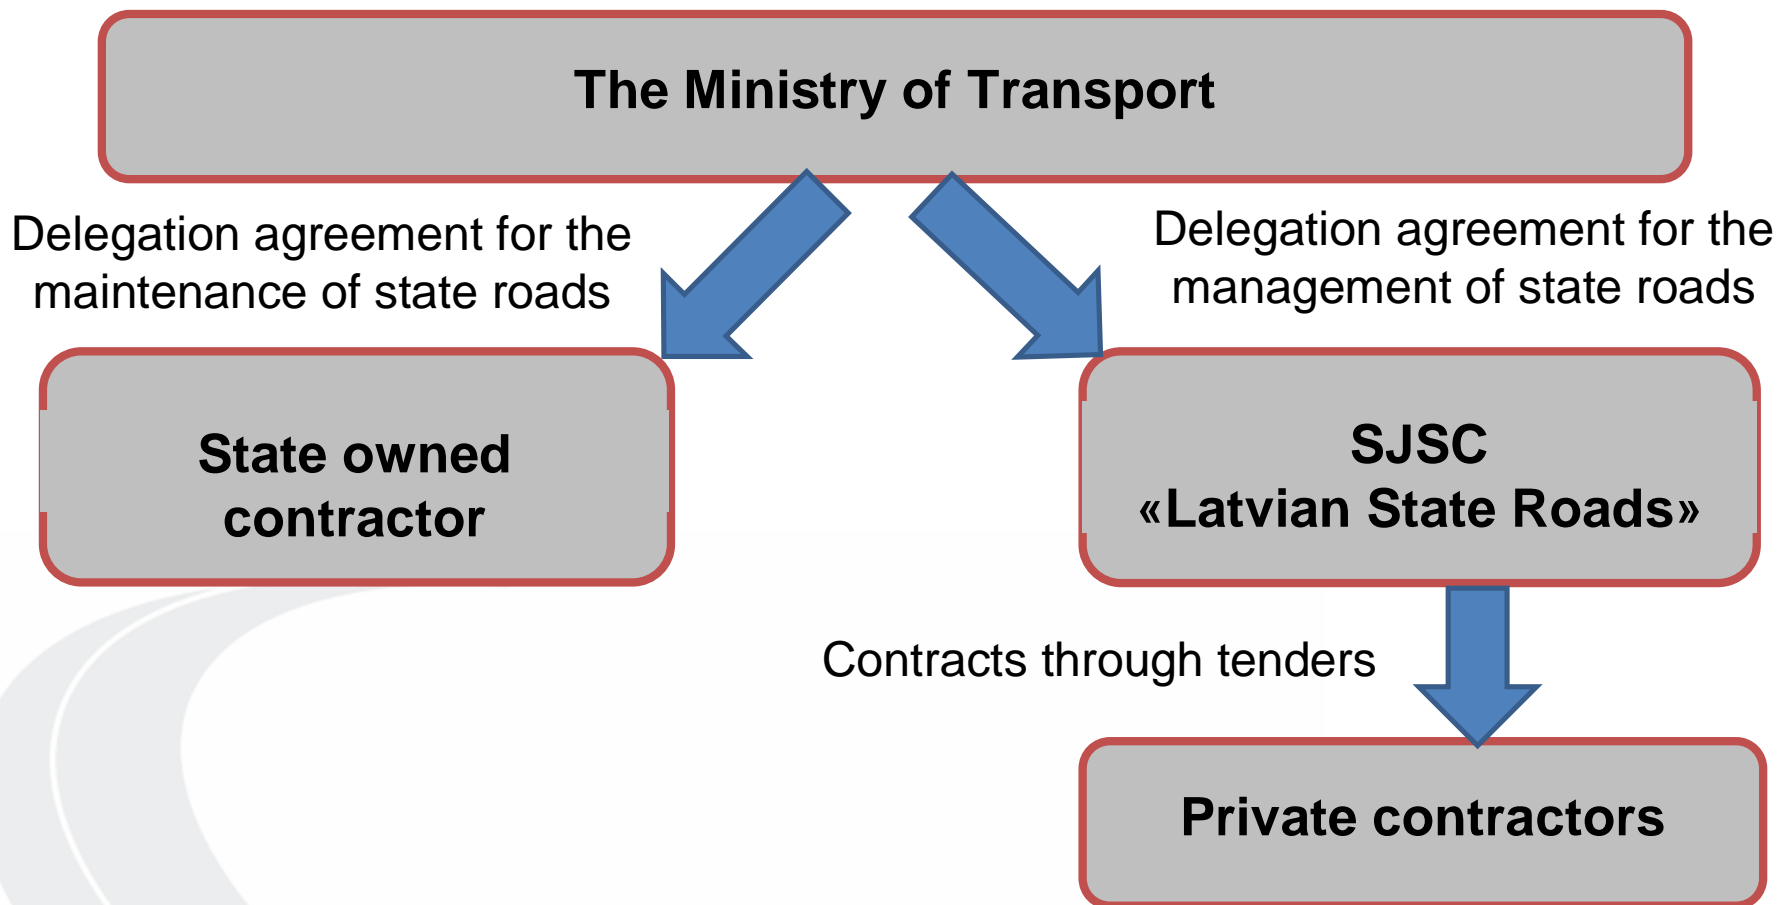 The Ministry of Transport
Delegation agreement for the
maintenance of state roads
Delegation agreement for the
management of state roads
State owned
contractor
SJSC
«Latvian State Roads»
Contracts through tenders
Private contractors